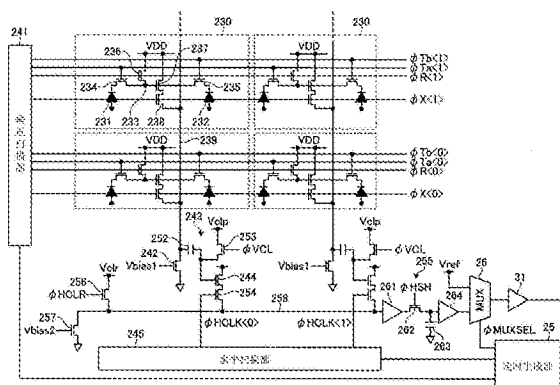 241
230
230
236
VDD
237
VDD
ΦTb<1>
ΦTa<1>
ΦR<1>
234
235
ΦX<1>
231
233
238
232
239
VDD
VDD
ΦTb<0>
ΦTa<0>
ΦR<0>
ΦX<0>
243
Vclp
Vclp
252
253
ΦVCL
ΦVCL
242
Vbias1
244
254
Vbias1
255
Vref
26
31
Vclr
256
ΦHCLR
258
261
ΦHSH
264
MUX
257
Vbias2
ΦHCLK<0>
ΦHCLK<1>
262
263
ΦMUXSEL
25
245